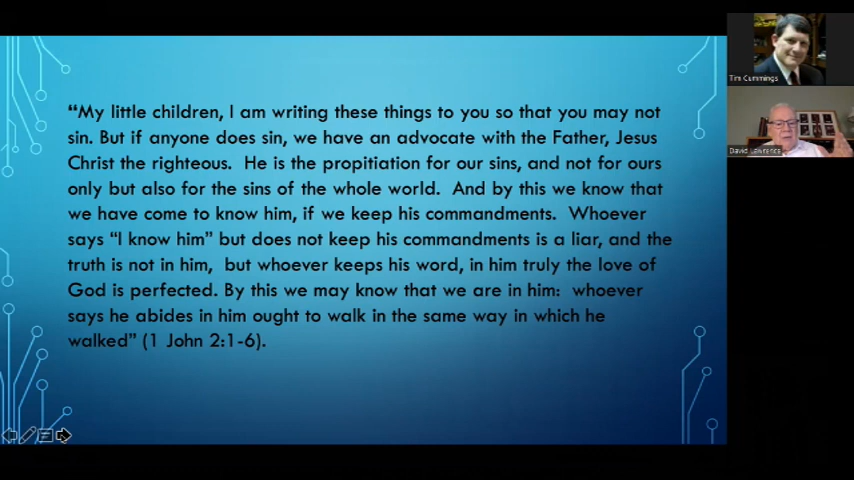 “My little children, I am writing these things to you so that you may not
sin. But if anyone does sin, we have an advocate with the Father, Jesus
Christ the righteous.  He is the propitiation for our sins, and not for ours
only but also for the sins of the whole world.  And by this we know that
we have come to know him, if we keep his commandments.  Whoever
says “I know him” but does not keep his commandments is a liar, and the
truth is not in him,  but whoever keeps his word, in him truly the love of
God is perfected. By this we may know that we are in him:  whoever
says he abides in him ought to walk in the same way in which he
walked” (1 John 2:1-6).
Tim Cummings
David Lawrence